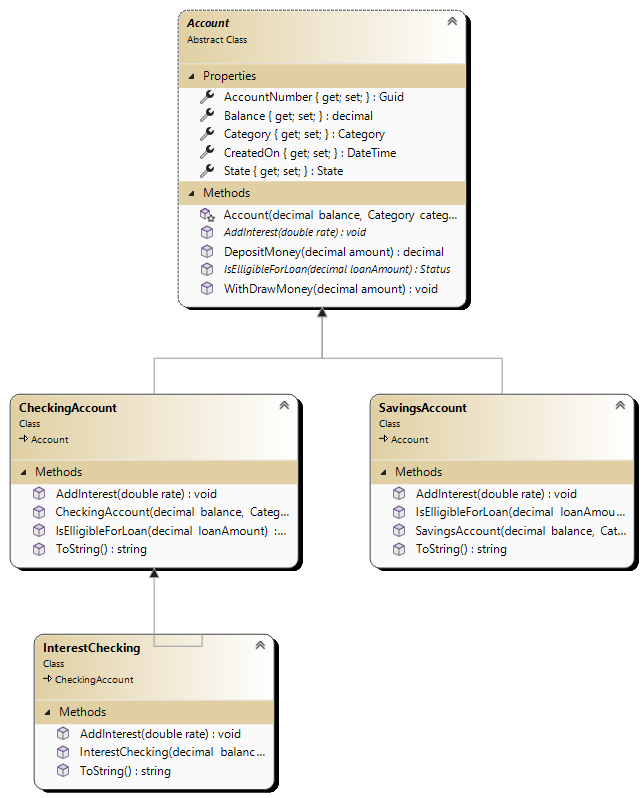 Account
Abstract Class
Properties
AccountNumber { get; set; } : Guid
Balance { get; set; } : decimal
Category { get; set; } : Category
CreatedOn { get; set; } : DateTime
State { get; set; } : State
Methods
Account(decimal balance, Category categ...
AddInterest(double rate) : void
DepositMoney(decimal amount) : decimal
IsElligibleForLoan(decimal loanAmount) : Status
WithDrawMoney(decimal amount) : void
CheckingAccount
Class
Account
Methods
AddInterest(double rate) : void
CheckingAccount(decimal balance, Categ...
IsElligibleForLoan(decimal loanAmount) :...
ToString() : string
SavingsAccount
Class
Account
Methods
AddInterest(double rate) : void
IsElligibleForLoan(decimal loanAmou...
SavingsAccount(decimal balance, Cat...
ToString() : string
InterestChecking
Class
CheckingAccount
Methods
AddInterest(double rate) : void
InterestChecking(decimal balanc...
ToString() : string